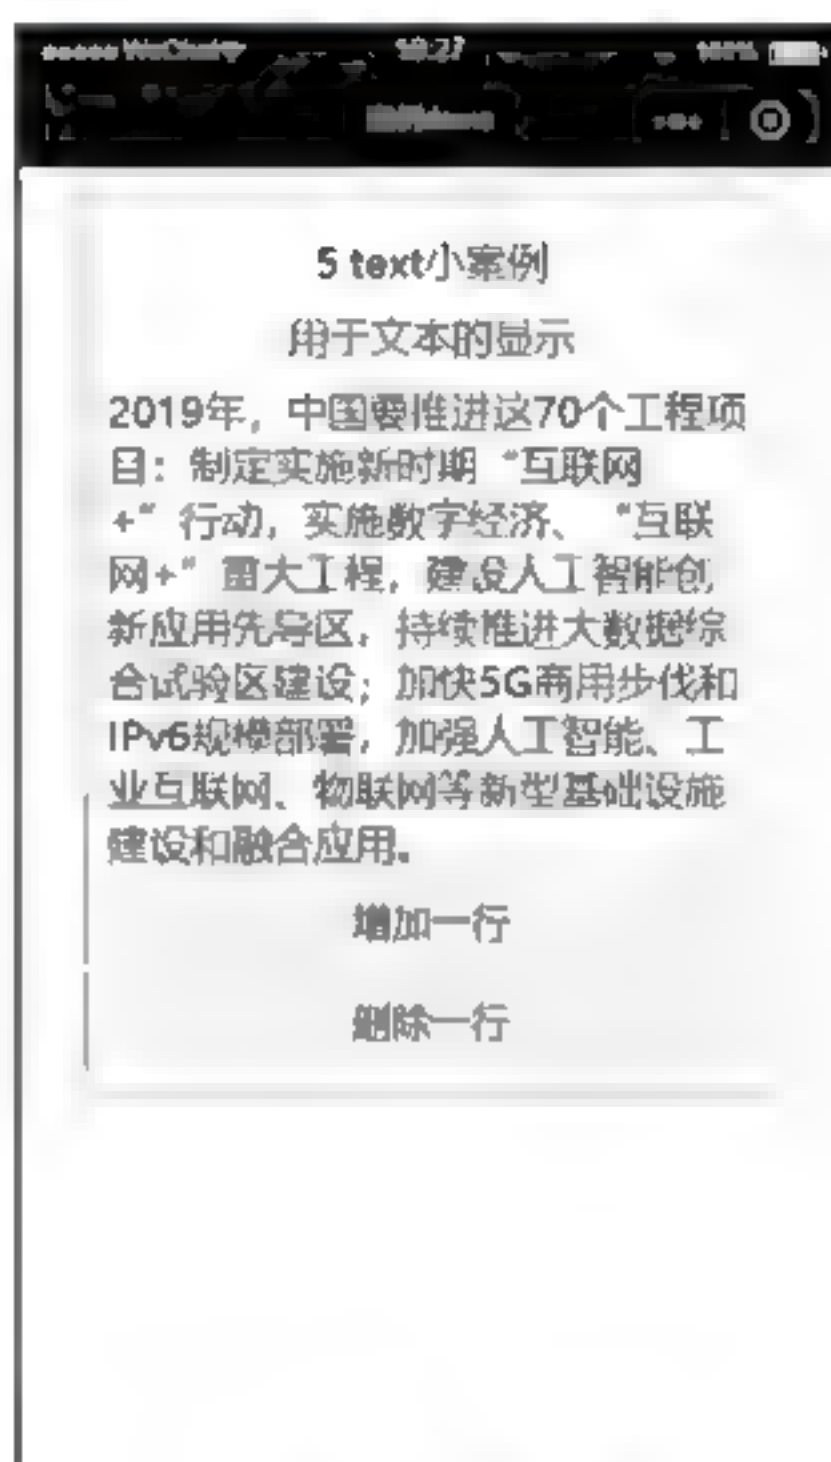 WeChat
10:27
100%
5 text小案例
用于文本的显示
2019年，中国要推进这70个工程项
目：制定实施新时期“互联网
+”行动，实施数字经济、“互联
网+”重大工程，建设人工智能创
新应用先导区，持续推进大数据综
合试验区建设；加快5G商用步伐和
IPv6规模部署，加强人工智能、工
业互联网、物联网等新型基础设施
建设和融合应用。
增加一行
删除一行